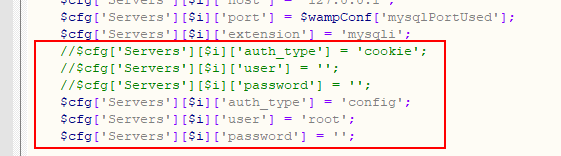 $cfg['Servers'][$i]['host'] = '127.0.0.1';
$cfg['Servers'][$i]['port'] = $wampConf['mysqlPortUsed'];
$cfg['Servers'][$i]['extension'] = 'mysqli';
//$cfg['Servers'][$i]['auth_type'] = 'cookie';
//$cfg['Servers'][$i]['user'] = '';
//$cfg['Servers'][$i]['password'] = '';
$cfg['Servers'][$i]['auth_type'] = 'config';
$cfg['Servers'][$i]['user'] = 'root';
$cfg['Servers'][$i]['password'] = '';